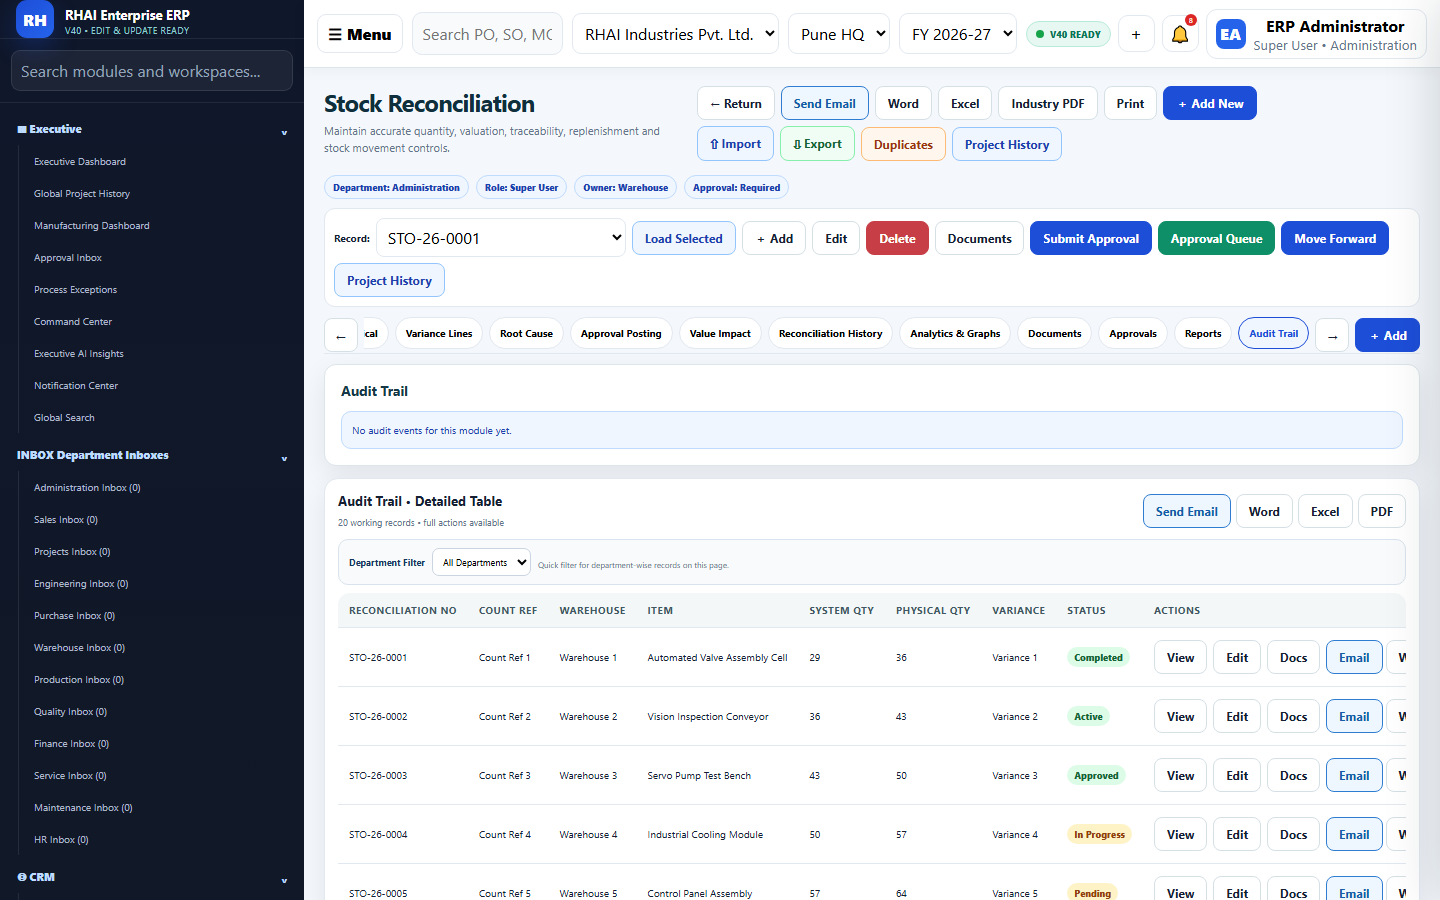 RH
RHAI Enterprise ERP
V40 • EDIT & UPDATE READY
Search modules and workspaces...
Executive
Executive Dashboard
Global Project History
Manufacturing Dashboard
Approval Inbox
Process Exceptions
Command Center
Executive AI Insights
Notification Center
Global Search
INBOX Department Inboxes
Administration Inbox (0)
Sales Inbox (0)
Projects Inbox (0)
Engineering Inbox (0)
Purchase Inbox (0)
Warehouse Inbox (0)
Production Inbox (0)
Quality Inbox (0)
Finance Inbox (0)
Service Inbox (0)
Maintenance Inbox (0)
HR Inbox (0)
CRM
☰ Menu
Search PO, SO, MO
RHAI Industries Pvt. Ltd.
Pune HQ
FY 2026-27
V40 READY
+
8
EA
ERP Administrator
Super User • Administration
Stock Reconciliation
Maintain accurate quantity, valuation, traceability, replenishment and
stock movement controls.
← Return Send Email Word Excel Industry PDF Print + Add New
⇧ Import ⇩ Export Duplicates Project History
Department: Administration Role: Super User Owner: Warehouse Approval: Required
Record: STO-26-0001 Load Selected + Add Edit Delete Documents Submit Approval Approval Queue Move Forward
Project History
← cal Variance Lines Root Cause Approval Posting Value Impact Reconciliation History Analytics & Graphs Documents Approvals Reports Audit Trail → + Add
Audit Trail
No audit events for this module yet.
Audit Trail • Detailed Table
20 working records • full actions available
Send Email Word Excel PDF
Department Filter All Departments Quick filter for department-wise records on this page.
RECONCILIATION NO COUNT REF WAREHOUSE ITEM SYSTEM QTY PHYSICAL QTY VARIANCE STATUS ACTIONS
STO-26-0001 Count Ref 1 Warehouse 1 Automated Valve Assembly Cell 29 36 Variance 1 Completed View Edit Docs Email
STO-26-0002 Count Ref 2 Warehouse 2 Vision Inspection Conveyor 36 43 Variance 2 Active View Edit Docs Email
STO-26-0003 Count Ref 3 Warehouse 3 Servo Pump Test Bench 43 50 Variance 3 Approved View Edit Docs Email
STO-26-0004 Count Ref 4 Warehouse 4 Industrial Cooling Module 50 57 Variance 4 In Progress View Edit Docs Email
STO-26-0005 Count Ref 5 Warehouse 5 Control Panel Assembly 57 64 Variance 5 Pending View Edit Docs Email